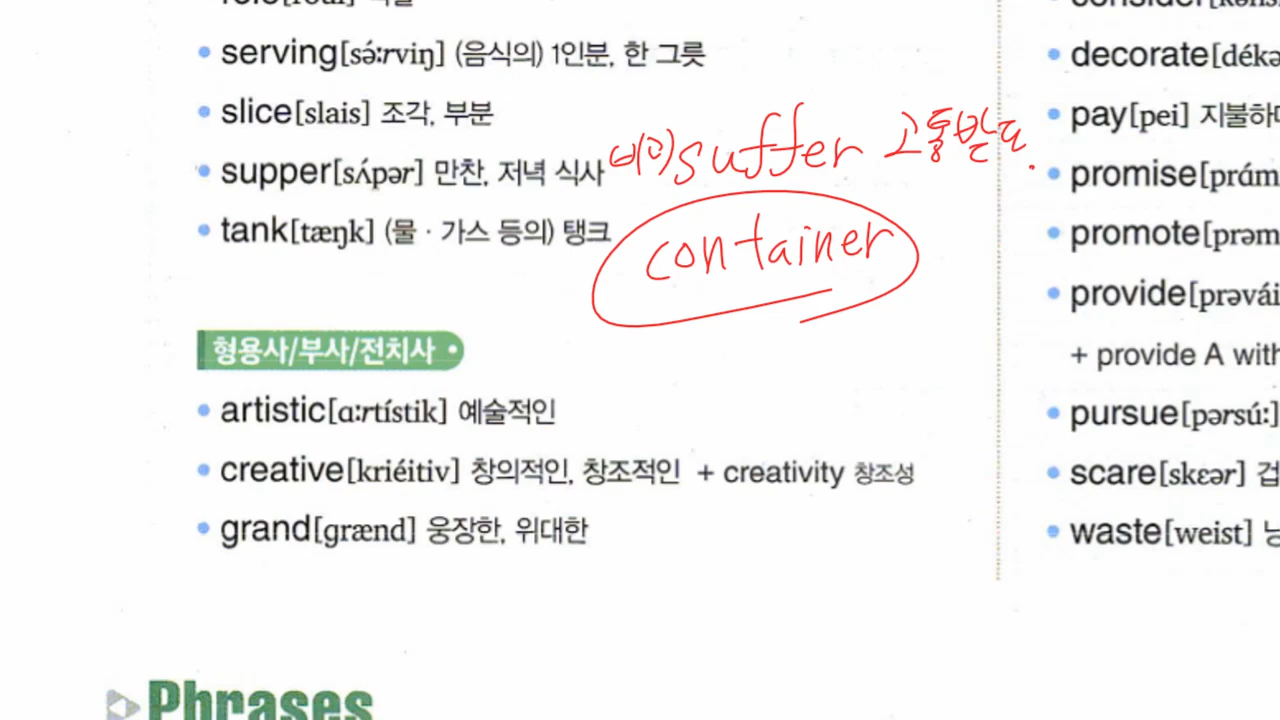 serving[sə́ːrviŋ] (음식의) 1인분, 한 그릇
slice[slais] 조각, 부분
supper[sʌ́pər] 만찬, 저녁 식사
비교)suffer 고통받다.
tank[tæŋk] (물 · 가스 등의) 탱크
container
형용사/부사/전치사
artistic[ɑːrtístik] 예술적인
creative[kriéitiv] 창의적인, 창조적인 + creativity 창조성
grand[grænd] 웅장한, 위대한
decorate
pay[pei] 지불하다
promise
promote
provide
+ provide A with
pursue[pərsúː]
scare[skɛər]
waste[weist]
Phrases